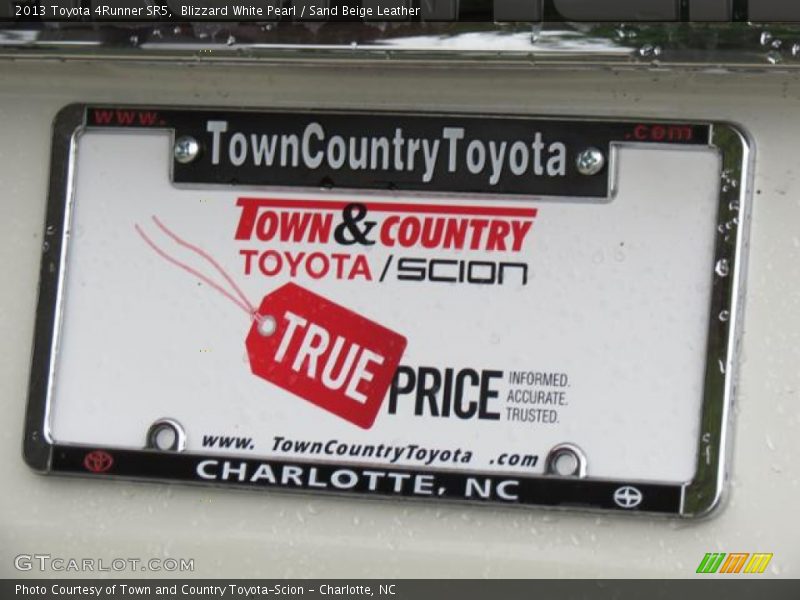 2013 Toyota 4Runner SR5,  Blizzard White Pearl / Sand Beige Leather
www. TownCountryToyota .com
TOWN & COUNTRY
TOYOTA / SCION
TRUE PRICE
INFORMED.
ACCURATE.
TRUSTED.
www. TownCountryToyota .com
CHARLOTTE, NC
GTCARLOT.COM
Photo Courtesy of Town and Country Toyota-Scion - Charlotte, NC